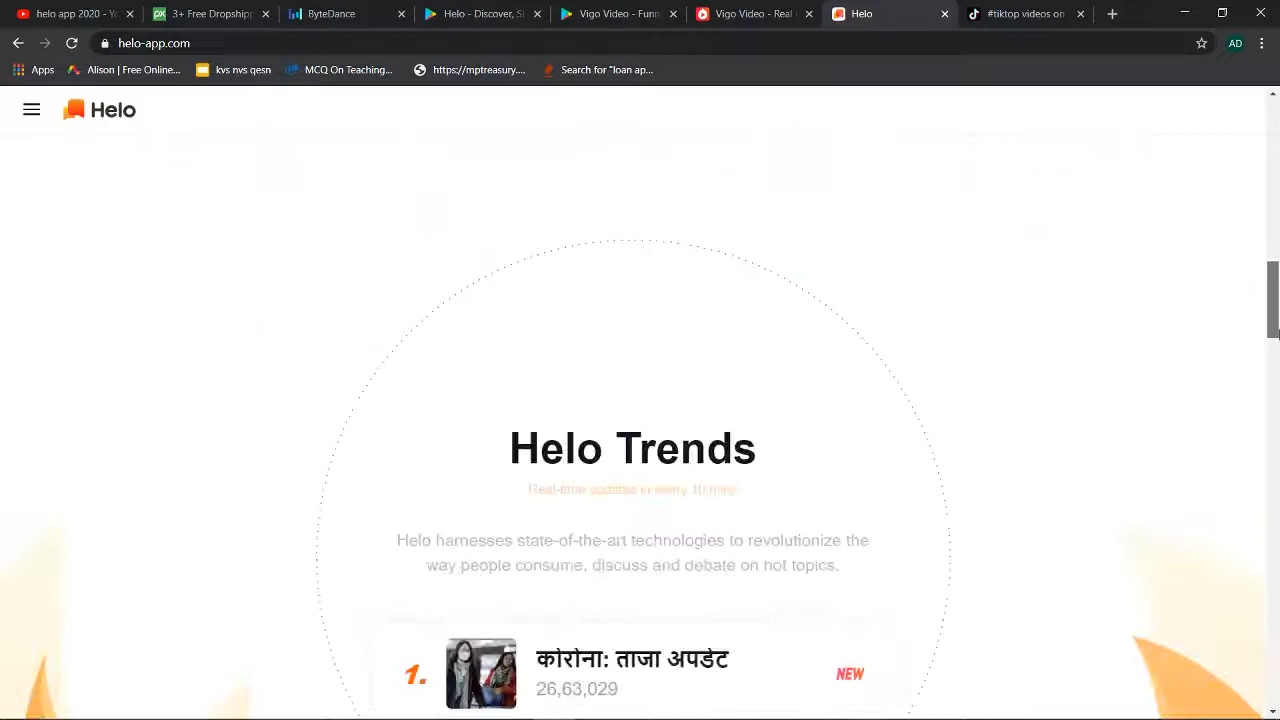 helo app 2020 - Yo
3+ Free Dropshipp
ByteDance
Helo - Discover, Sh
Vigo Video - Funn
Vigo Video - Real
Helo
#tiktop videos on
helo-app.com
AD
Apps
Alison | Free Online...
kvs nvs qesn
MCQ On Teaching...
https://mptreasury....
Search for "loan ap...
Helo
Helo Trends
Real-time update in every 10 mins
Helo harnesses state-of-the-art technologies to revolutionize the
way people consume, discuss and debate on hot topics.
1.
कोरोना: ताजा अपडेट
NEW
26,63,029